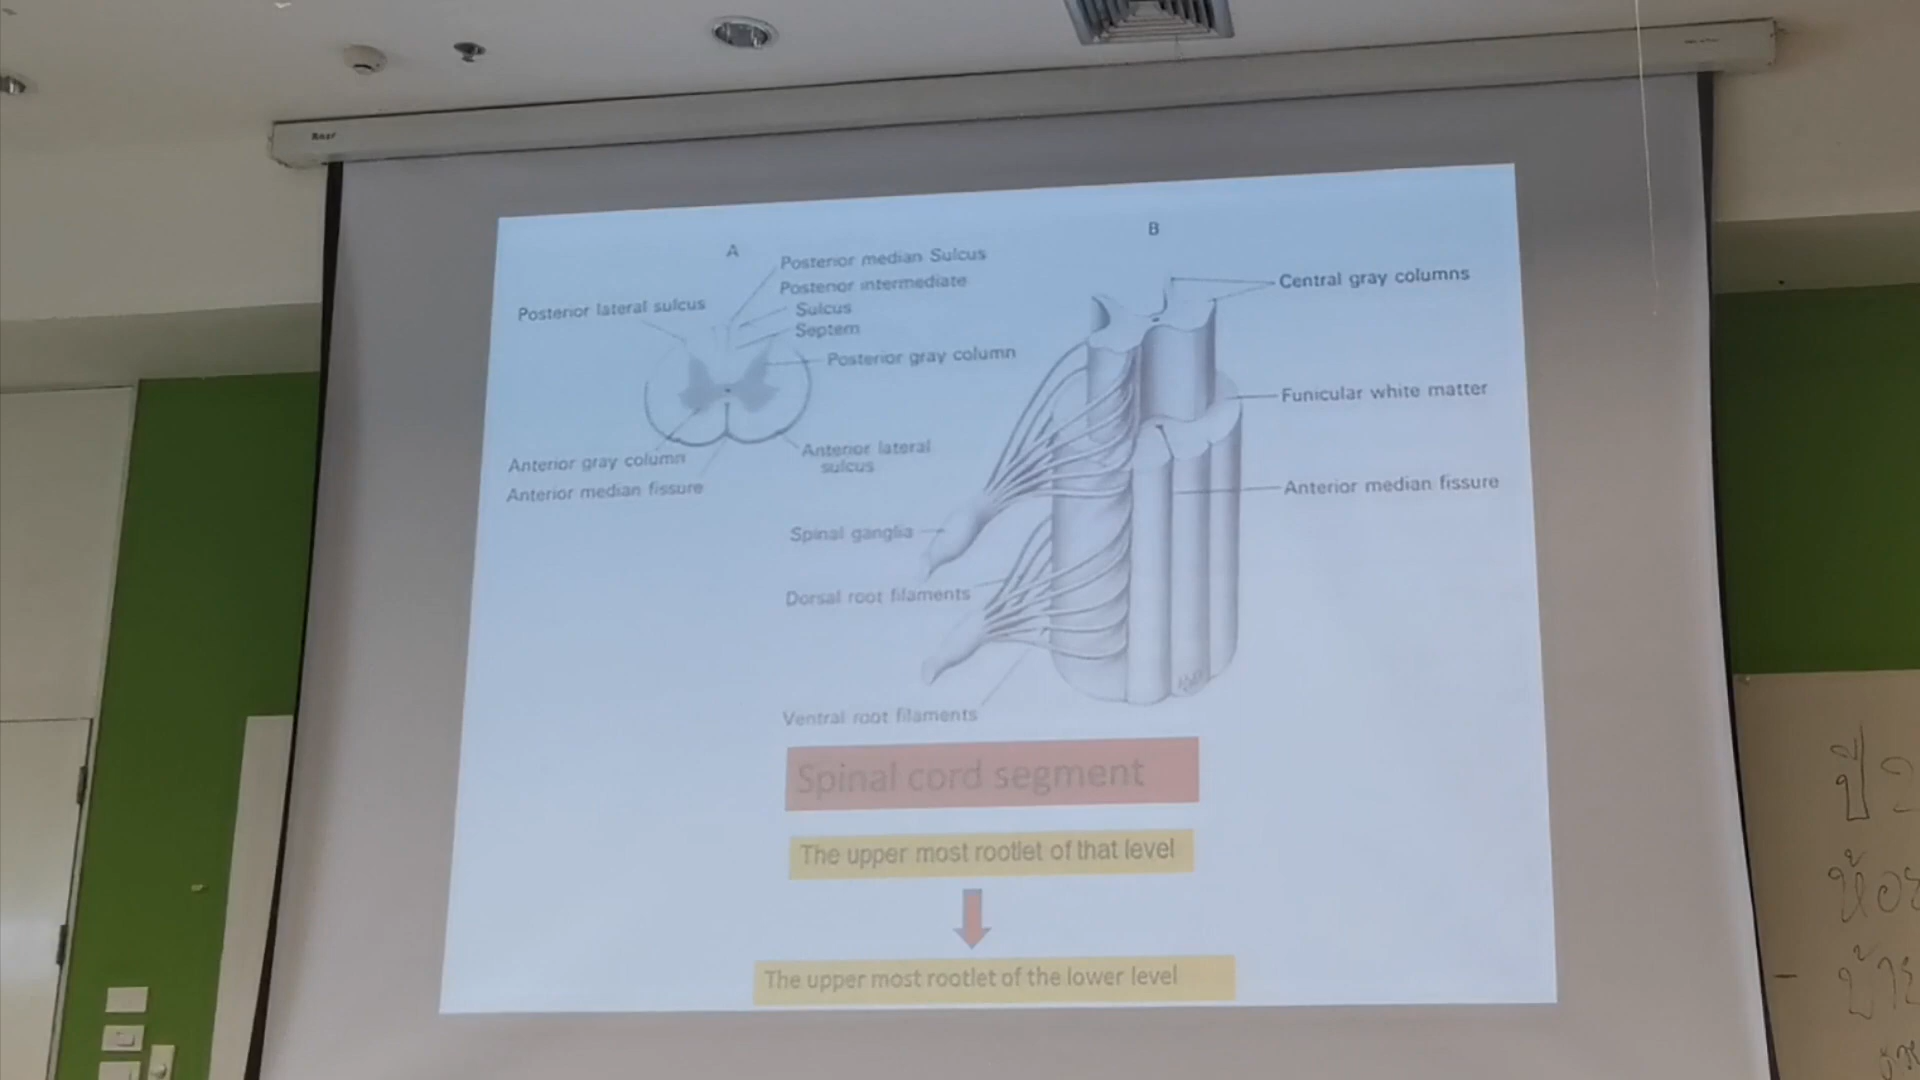 A
Posterior median Sulcus
Posterior intermediate
Sulcus
Septem
Posterior lateral sulcus
Posterior gray column
Anterior gray column
Anterior median fissure
Anterior lateral
sulcus
B
Central gray columns
Funicular white matter
Anterior median fissure
Spinal ganglia
Dorsal root filaments
Ventral root filaments
Spinal cord segment
The upper most rootlet of that level
The upper most rootlet of the lower level